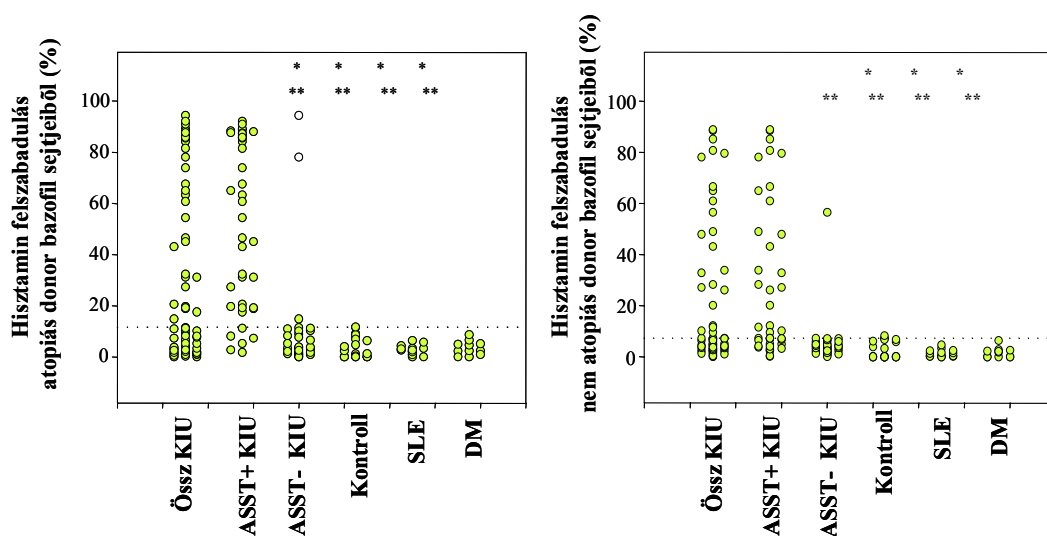 Hisztamin felszabadulás
atopiás donor bazofil sejtjeibõl (%)
* * * *
** ** ** **
100
80
60
40
20
0
Össz KIU
ASST+ KIU
ASST- KIU
Kontroll
SLE
DM
Hisztamin felszabadulás
nem atopiás donor bazofil sejtjeibõl (%)
* * *
** ** ** **
100
80
60
40
20
0
Össz KIU
ASST+ KIU
ASST- KIU
Kontroll
SLE
DM